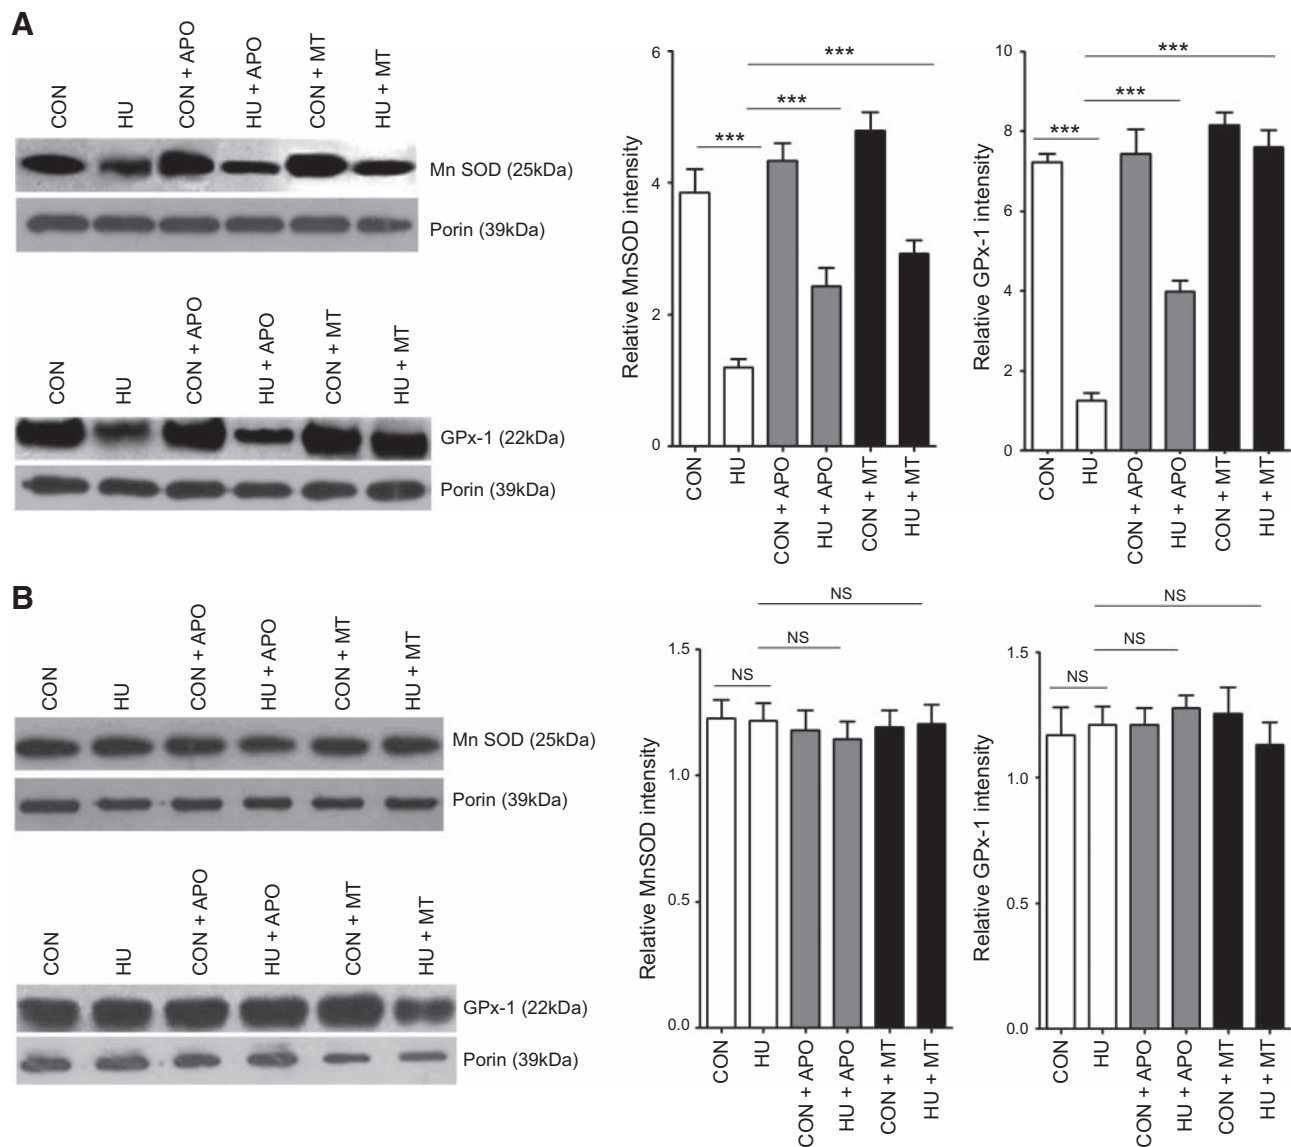 A
CON
HU
CON + APO
HU + APO
CON + MT
HU + MT
Mn SOD (25kDa)
Porin (39kDa)
CON
HU
CON + APO
HU + APO
CON + MT
HU + MT
GPx-1 (22kDa)
Porin (39kDa)
Relative MnSOD intensity
6
4
2
0
***
***
***
CON
HU
CON + APO
HU + APO
CON + MT
HU + MT
Relative GPx-1 intensity
10
8
6
4
2
0
***
***
***
CON
HU
CON + APO
HU + APO
CON + MT
HU + MT
B
CON
HU
CON + APO
HU + APO
CON + MT
HU + MT
Mn SOD (25kDa)
Porin (39kDa)
CON
HU
CON + APO
HU + APO
CON + MT
HU + MT
GPx-1 (22kDa)
Porin (39kDa)
Relative MnSOD intensity
1.5
1.0
0.5
0.0
NS
NS
NS
CON
HU
CON + APO
HU + APO
CON + MT
HU + MT
Relative GPx-1 intensity
1.5
1.0
0.5
0.0
NS
NS
NS
CON
HU
CON + APO
HU + APO
CON + MT
HU + MT